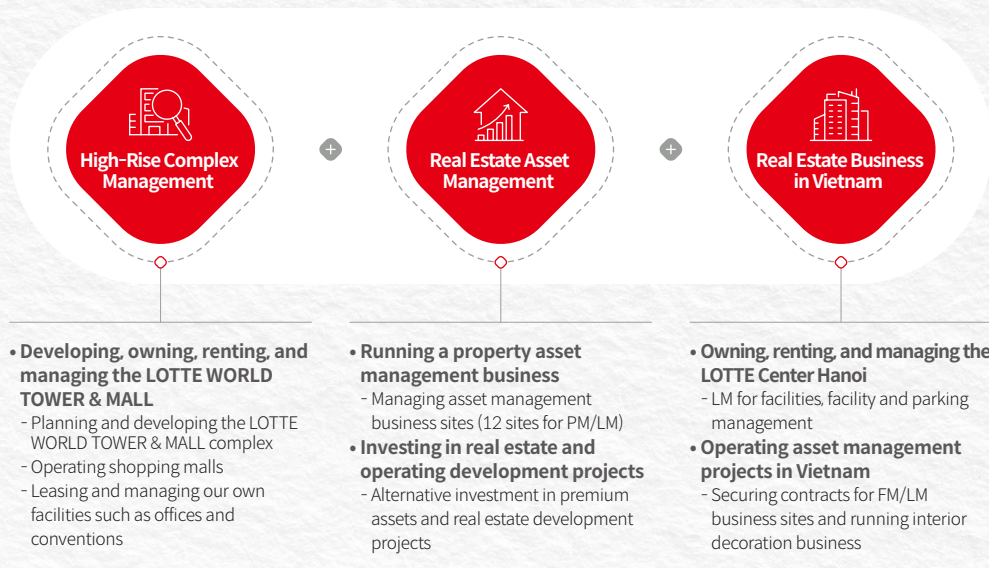 High-Rise Complex
Management
Real Estate Asset
Management
Real Estate Business
in Vietnam
• Developing, owning, renting, and
managing the LOTTE WORLD
TOWER & MALL
- Planning and developing the LOTTE
WORLD TOWER & MALL complex
- Operating shopping malls
- Leasing and managing our own
facilities such as offices and
conventions
• Running a property asset
management business
- Managing asset management
business sites (12 sites for PM/LM)
• Investing in real estate and
operating development projects
- Alternative investment in premium
assets and real estate development
projects
• Owning, renting, and managing the
LOTTE Center Hanoi
- LM for facilities, facility and parking
management
• Operating asset management
projects in Vietnam
- Securing contracts for FM/LM
business sites and running interior
decoration business